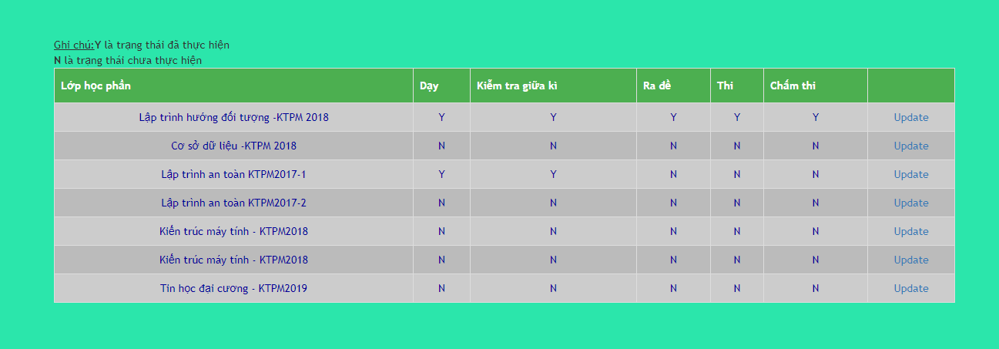 Ghi chú:Y là trạng thái đã thực hiện
N là trạng thái chưa thực hiện
Lớp học phần Dạy Kiểm tra giữa kì Ra đề Thi Chấm thi
Lập trình hướng đối tượng -KTPM 2018 Y Y Y Y Y Update
Cơ sở dữ liệu -KTPM 2018 N N N N N Update
Lập trình an toàn KTPM2017-1 Y Y N N N Update
Lập trình an toàn KTPM2017-2 N N N N N Update
Kiến trúc máy tính - KTPM2018 N N N N N Update
Kiến trúc máy tính - KTPM2018 N N N N N Update
Tin học đại cương - KTPM2019 N N N N N Update